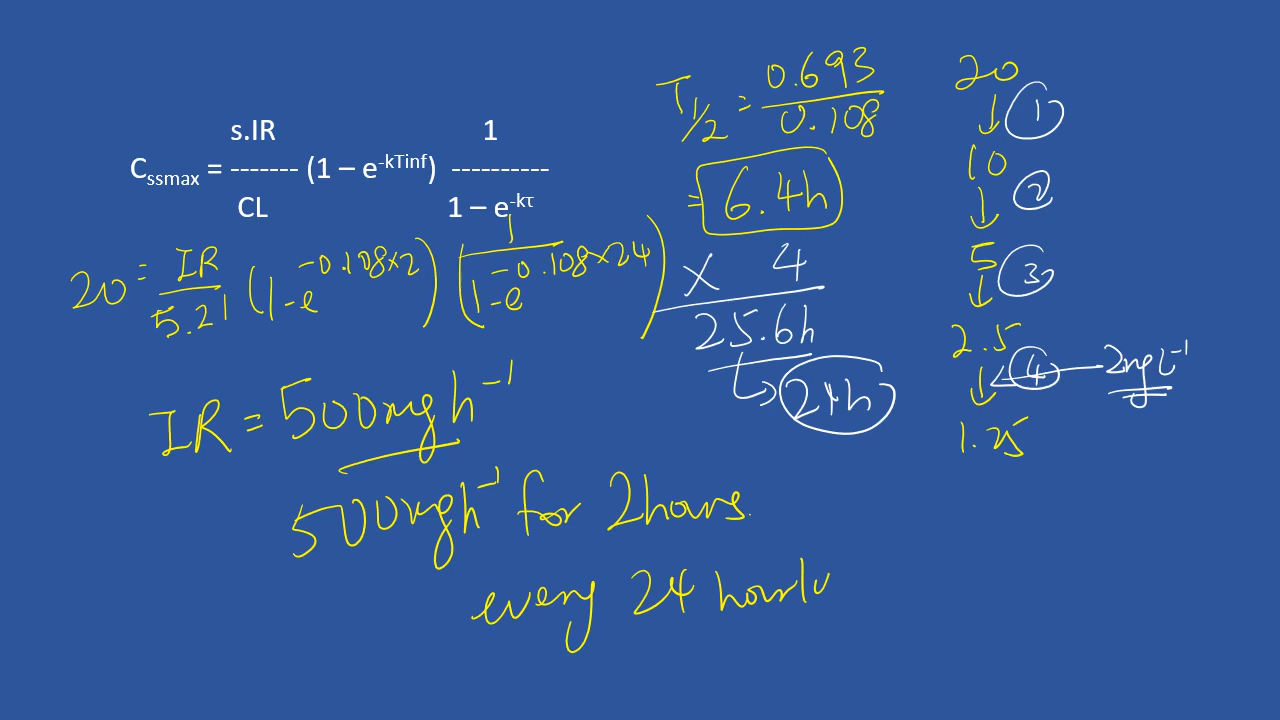 s.IR 1
Cssmax = ------- (1 – e-kTinf) ----------
CL 1 – e-kτ
20 = IR/5.21 (1-e-0.108×2) (1/1-e-0.108×24)
IR = 500mgh-1
500mgh-1 for 2 hours.
every 24 hourly
T1/2 = 0.693/0.108
= 6.4h
× 4
25.6h
↳ 24h
20
↓ 1
10
↓ 2
5
↓ 3
2.5
↓ 4 2mgL-1
1.25